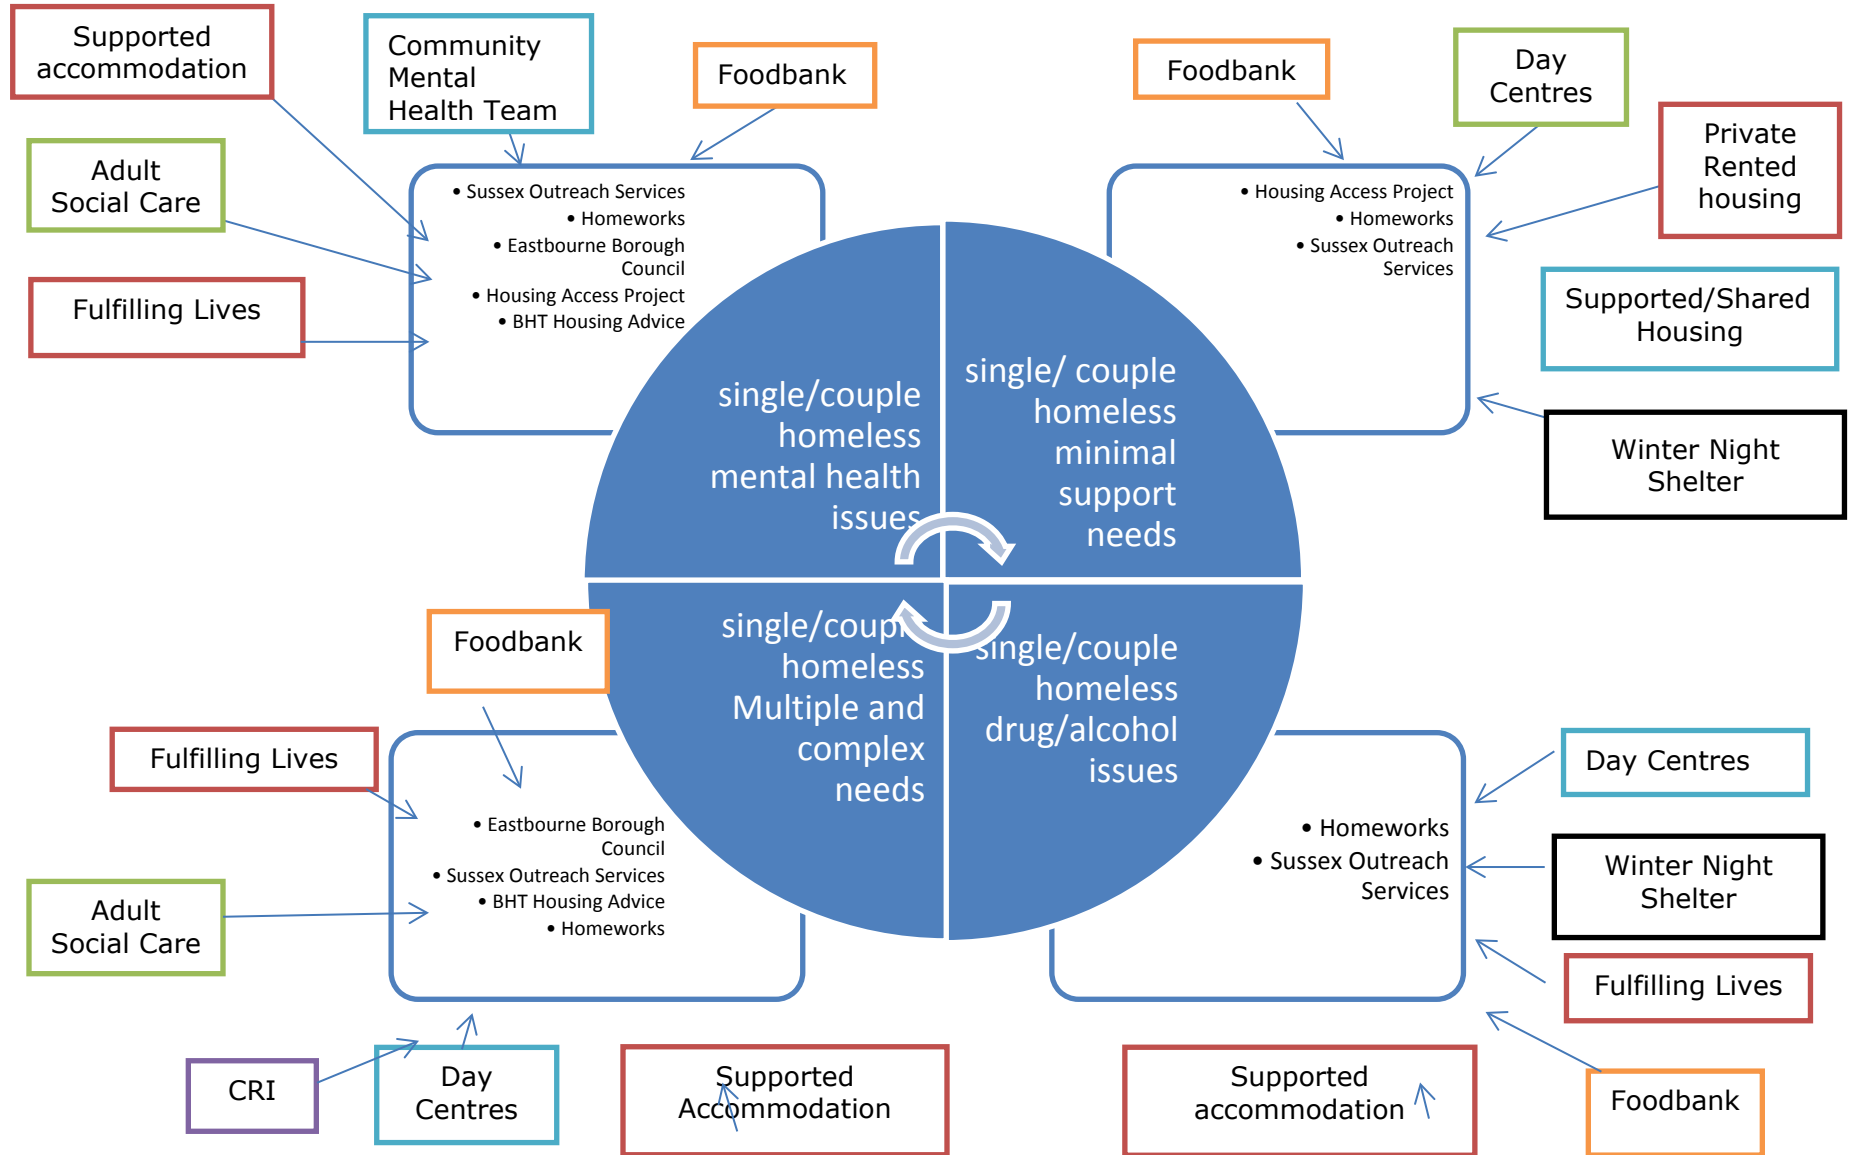 Supported
accommodation
Community
Mental
Health Team
Foodbank
Adult
Social Care
Fulfilling Lives
• Sussex Outreach Services
• Homeworks
• Eastbourne Borough
Council
• Housing Access Project
• BHT Housing Advice
single/couple
homeless
mental health
issues
Foodbank
Day
Centres
Private
Rented
housing
Supported/Shared
Housing
Winter Night
Shelter
• Housing Access Project
• Homeworks
• Sussex Outreach
Services
single/ couple
homeless
minimal
support
needs
Foodbank
Fulfilling Lives
Adult
Social Care
CRI
Day
Centres
Supported
Accommodation
• Eastbourne Borough
Council
• Sussex Outreach Services
• BHT Housing Advice
• Homeworks
single/couple
homeless
Multiple and
complex
needs
single/couple
homeless
drug/alcohol
issues
• Homeworks
• Sussex Outreach
Services
Day Centres
Winter Night
Shelter
Fulfilling Lives
Foodbank
Supported
accommodation